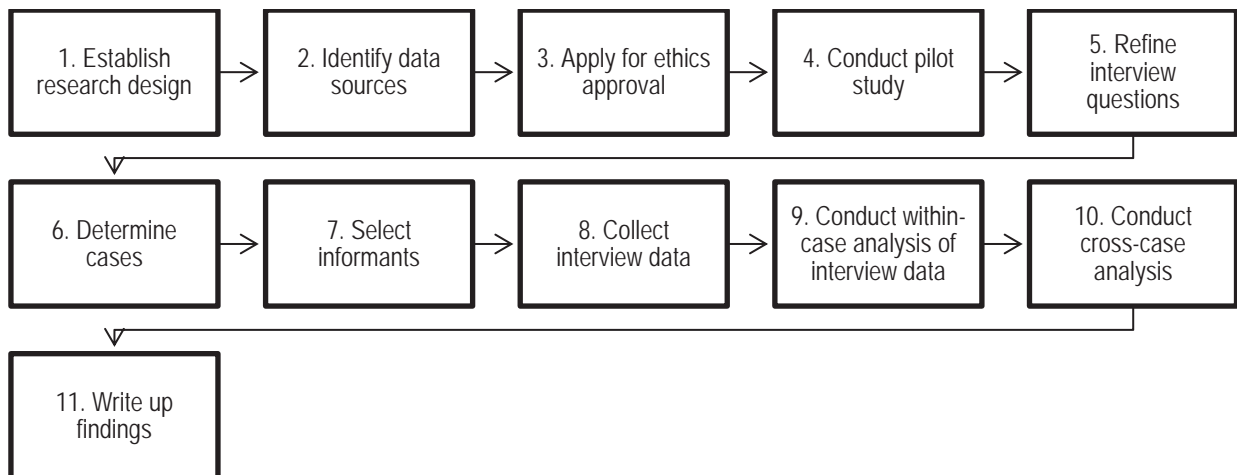 1. Establish
research design
2. Identify data
sources
3. Apply for ethics
approval
4. Conduct pilot
study
5. Refine
interview
questions
6. Determine
cases
7. Select
informants
8. Collect
interview data
9. Conduct within-
case analysis of
interview data
10. Conduct
cross-case
analysis
11. Write up
findings